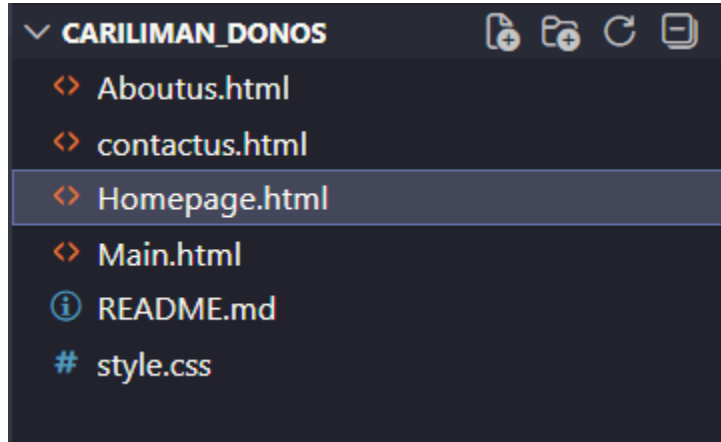 CARILIMAN_DONOS
Aboutus.html
contactus.html
Homepage.html
Main.html
README.md
# style.css